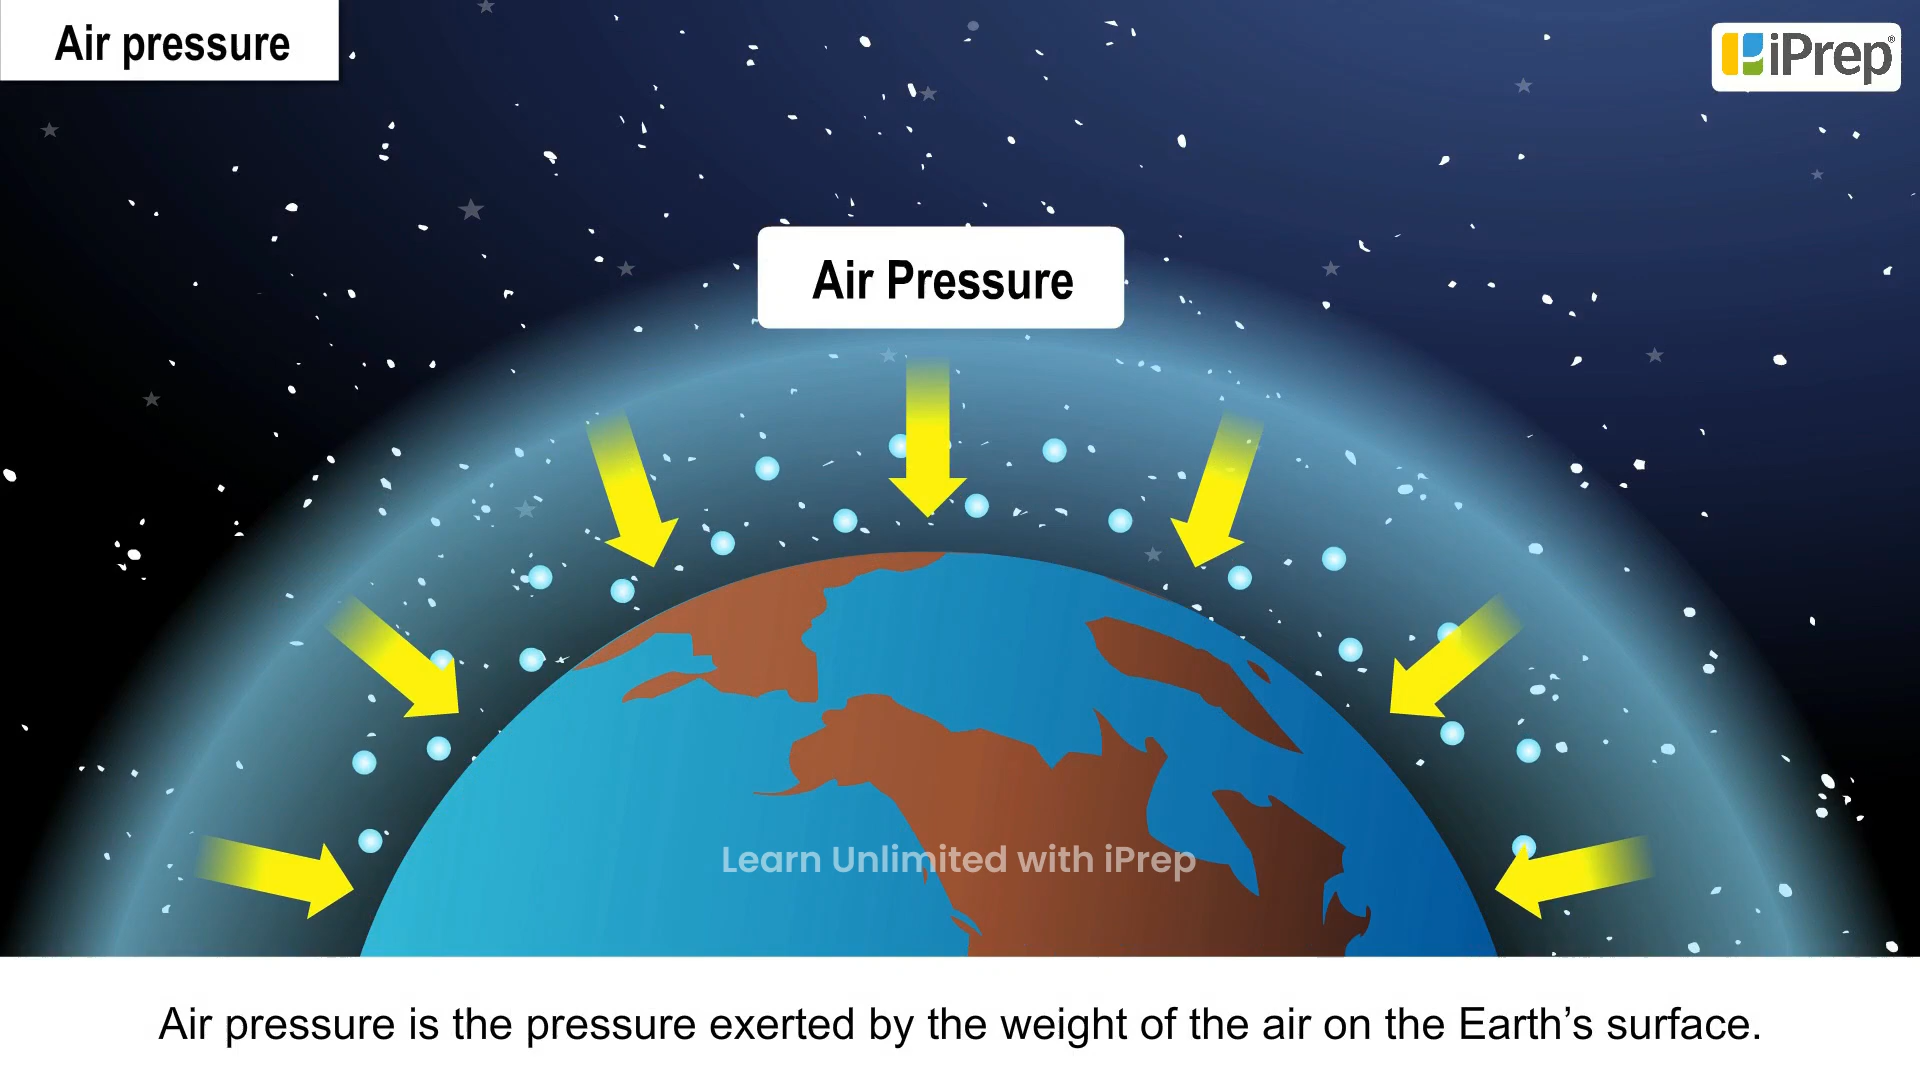 Air pressure
iPrep®
Air Pressure
Learn Unlimited with iPrep
Air pressure is the pressure exerted by the weight of the air on the Earth’s surface.